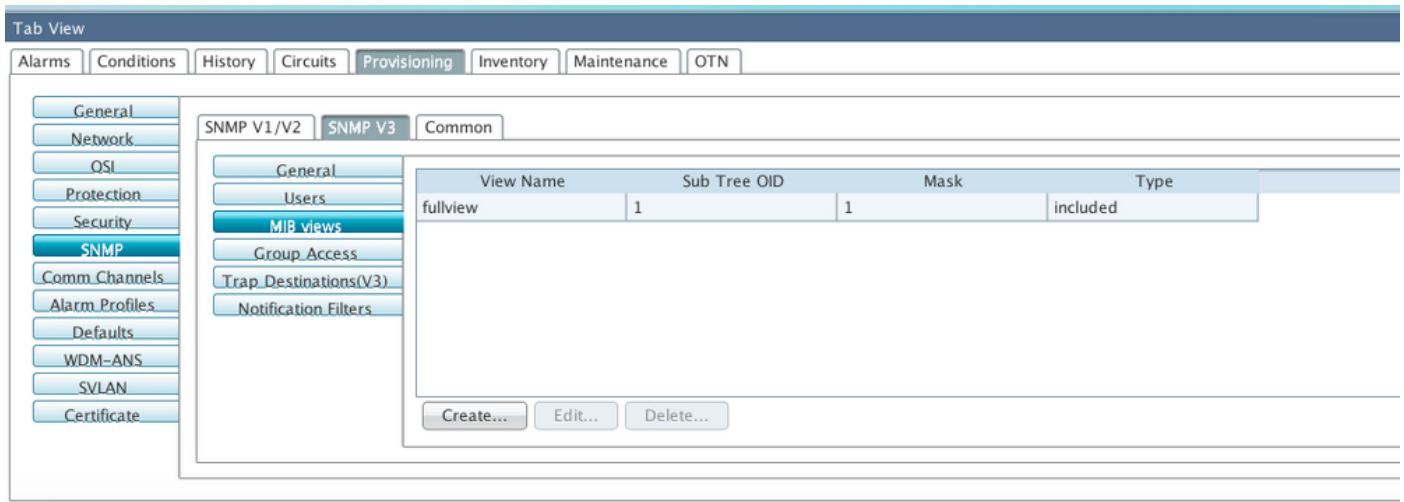 Tab View
Alarms Conditions History Circuits Provisioning Inventory Maintenance OTN
General
Network
OSI
Protection
Security
SNMP
Comm Channels
Alarm Profiles
Defaults
WDM-ANS
SVLAN
Certificate
SNMP V1/V2 SNMP V3 Common
General
Users
MIB views
Group Access
Trap Destinations(V3)
Notification Filters
View Name Sub Tree OID Mask Type
fullview 1 1 included
Create... Edit... Delete...